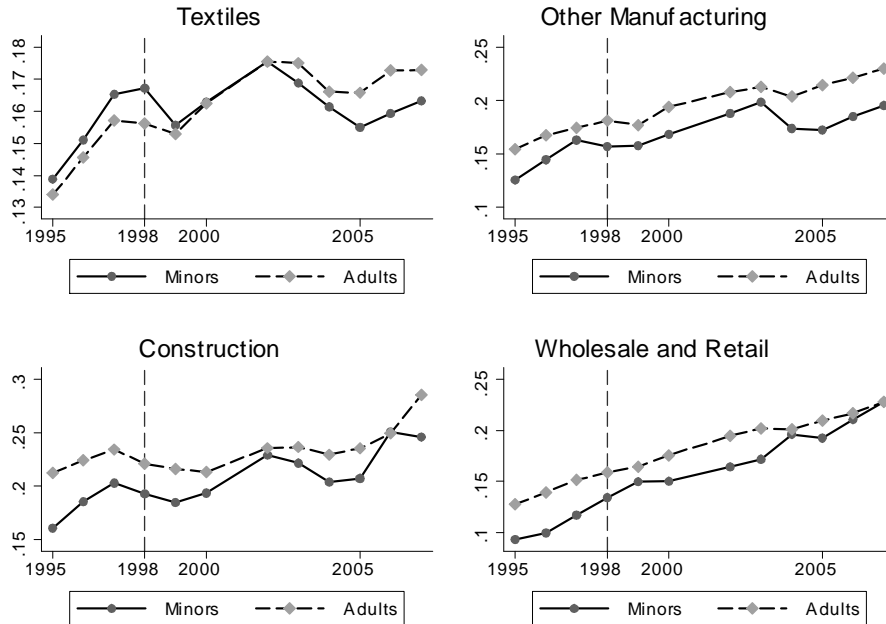 Textiles
.13 .14 .15 .16 .17 .18
1995 1998 2000 2005
Minors Adults
Other Manufacturing
.1 .15 .2 .25
1995 1998 2000 2005
Minors Adults
Construction
.15 .2 .25 .3
1995 1998 2000 2005
Minors Adults
Wholesale and Retail
.1 .15 .2 .25
1995 1998 2000 2005
Minors Adults